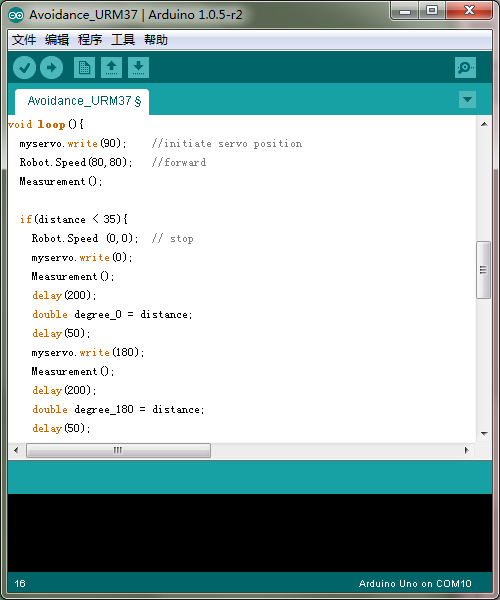 Avoidance_URM37 | Arduino 1.0.5-r2
文件 编辑 程序 工具 帮助
Avoidance_URM37 §
void loop(){
myservo.write(90);    //initiate servo position
Robot.Speed(80,80);   //forward
Measurement();
if(distance < 35){
Robot.Speed (0,0);  // stop
myservo.write(0);
Measurement();
delay(200);
double degree_0 = distance;
delay(50);
myservo.write(180);
Measurement();
delay(200);
double degree_180 = distance;
delay(50);
16
Arduino Uno on COM10